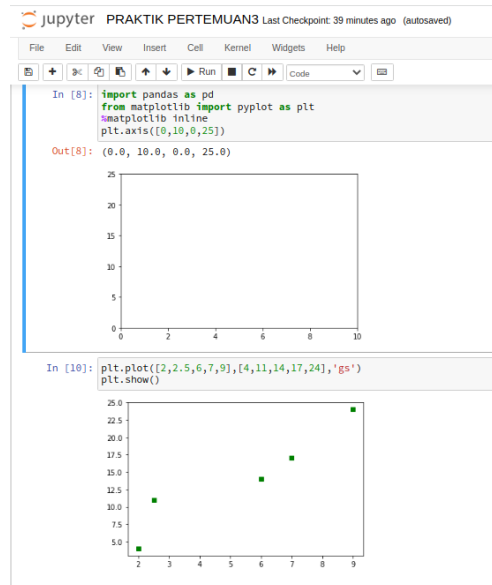 jupyter PRAKTIK PERTEMUAN3 Last Checkpoint: 39 minutes ago (autosaved)
File Edit View Insert Cell Kernel Widgets Help
Run Code
In [8]: import pandas as pd
from matplotlib import pyplot as plt
%matplotlib inline
plt.axis([0,10,0,25])
Out[8]: (0.0, 10.0, 0.0, 25.0)
25
20
15
10
5
0
0 2 4 6 8 10
In [10]: plt.plot([2,2.5,6,7,9],[4,11,14,17,24],'gs')
plt.show()
25.0
22.5
20.0
17.5
15.0
12.5
10.0
7.5
5.0
2 3 4 5 6 7 8 9